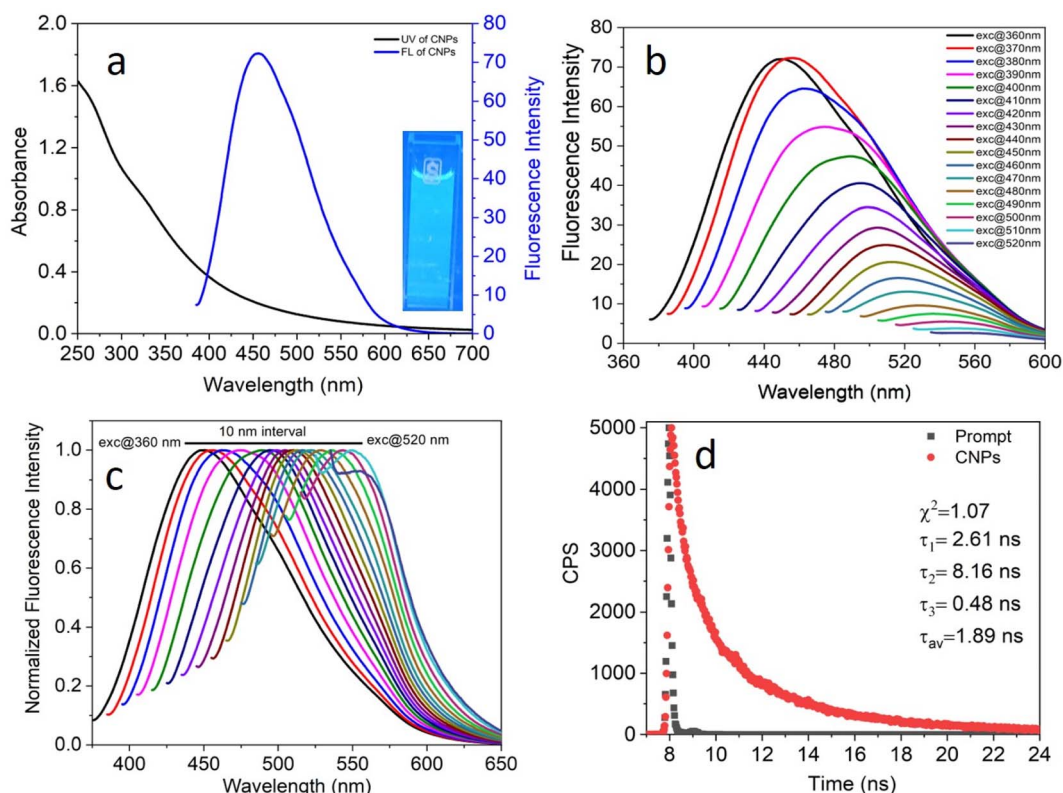 a
UV of CNPs
FL of CNPs
2.0
1.6
1.2
0.8
0.4
0.0
Absorbance
80
70
60
50
40
30
20
10
0
Fluorescence Intensity
250 300 350 400 450 500 550 600 700
Wavelength (nm)
b
exc@360nm
exc@370nm
exc@380nm
exc@390nm
exc@400nm
exc@410nm
exc@420nm
exc@430nm
exc@440nm
exc@450nm
exc@460nm
exc@470nm
exc@480nm
exc@490nm
exc@500nm
exc@510nm
exc@520nm
80
70
60
50
40
30
20
10
0
Fluorescence Intensity
360 400 440 480 520 560 600
Wavelength (nm)
c
10 nm interval
exc@360 nm
exc@520 nm
1.0
0.8
0.6
0.4
0.2
0.0
Normalized Fluorescence Intensity
400 450 500 550 600 650
Wavelength (nm)
d
Prompt
CNPs
χ²=1.07
τ₁= 2.61 ns
τ₂= 8.16 ns
τ₃= 0.48 ns
τav=1.89 ns
5000
4000
3000
2000
1000
0
CPS
8 10 12 14 16 18 20 22 24
Time (ns)